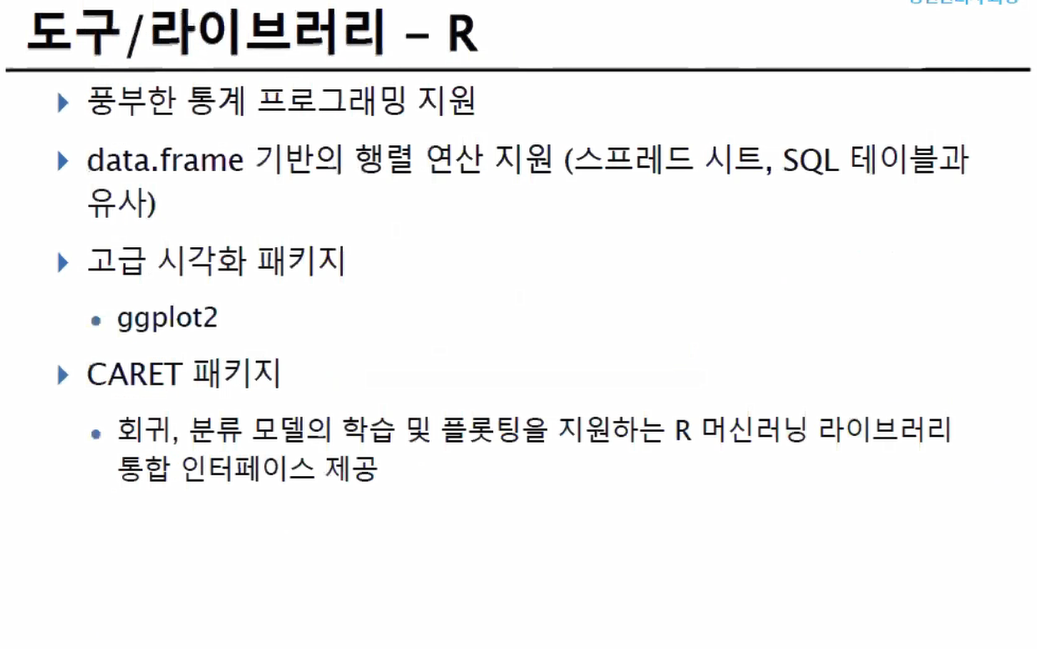 도구/라이브러리 – R
풍부한 통계 프로그래밍 지원
data.frame 기반의 행렬 연산 지원 (스프레드 시트, SQL 테이블과
유사)
고급 시각화 패키지
ggplot2
CARET 패키지
회귀, 분류 모델의 학습 및 플롯팅을 지원하는 R 머신러닝 라이브러리
통합 인터페이스 제공